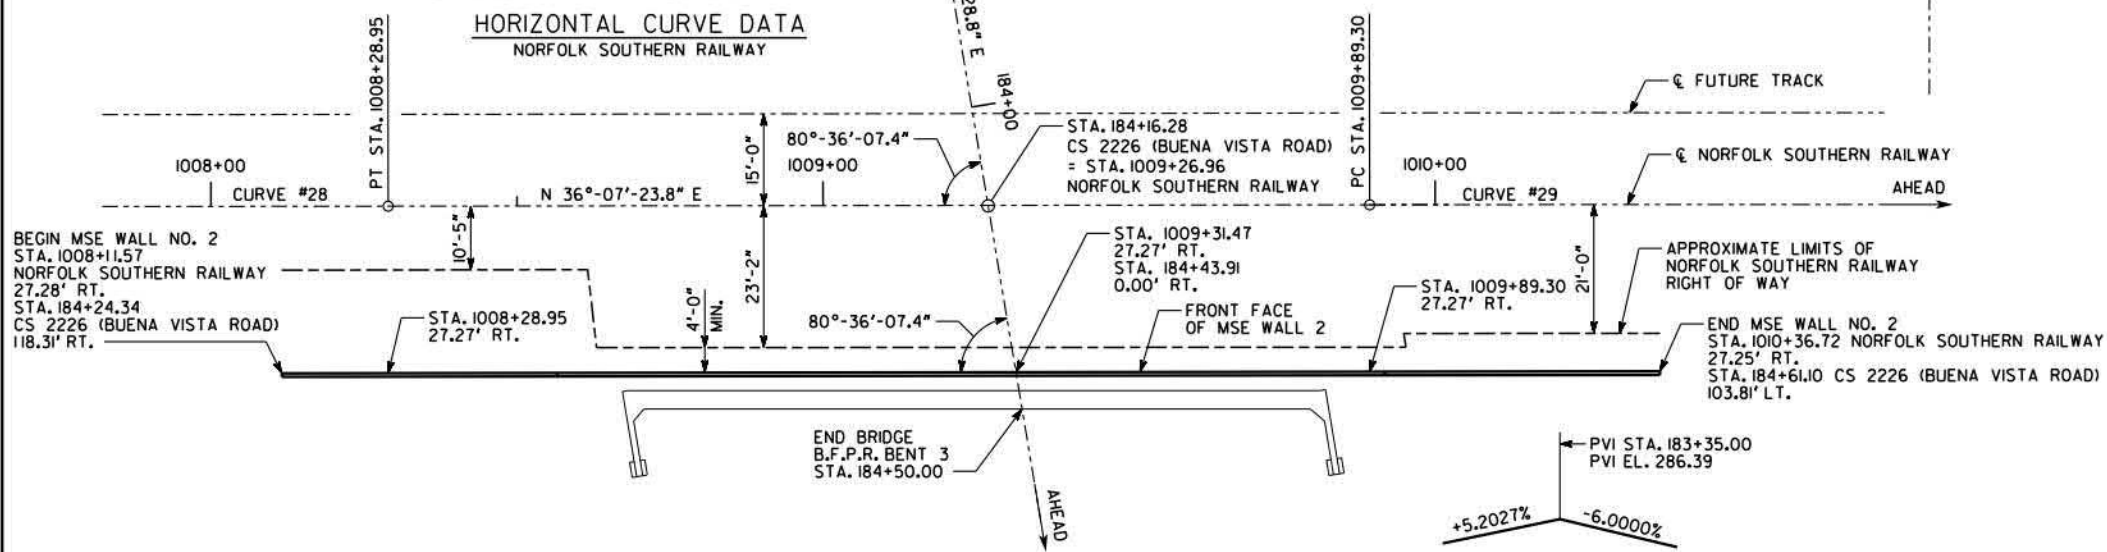 HORIZONTAL CURVE DATA
NORFOLK SOUTHERN RAILWAY
PT STA. 1008+28.95
28.8" E
184+00
PC STA. 1009+89.30
℄ FUTURE TRACK
15'-0"
80°-36'-07.4"
STA. 184+16.28
CS 2226 (BUENA VISTA ROAD)
= STA. 1009+26.96
NORFOLK SOUTHERN RAILWAY
℄ NORFOLK SOUTHERN RAILWAY
1008+00
1009+00
1010+00
CURVE #28
N 36°-07'-23.8" E
CURVE #29
AHEAD
BEGIN MSE WALL NO. 2
STA. 1008+11.57
NORFOLK SOUTHERN RAILWAY
27.28' RT.
STA. 184+24.34
CS 2226 (BUENA VISTA ROAD)
118.31' RT.
10'-5"
STA. 1008+28.95
27.27' RT.
4'-0"
MIN.
23'-2"
80°-36'-07.4"
STA. 1009+31.47
27.27' RT.
STA. 184+43.91
0.00' RT.
FRONT FACE
OF MSE WALL 2
STA. 1009+89.30
27.27' RT.
21'-0"
APPROXIMATE LIMITS OF
NORFOLK SOUTHERN RAILWAY
RIGHT OF WAY
END MSE WALL NO. 2
STA. 1010+36.72 NORFOLK SOUTHERN RAILWAY
27.25' RT.
STA. 184+61.10 CS 2226 (BUENA VISTA ROAD)
103.81' LT.
END BRIDGE
B.F.P.R. BENT 3
STA. 184+50.00
AHEAD
PVI STA. 183+35.00
PVI EL. 286.39
+5.2027%
-6.0000%